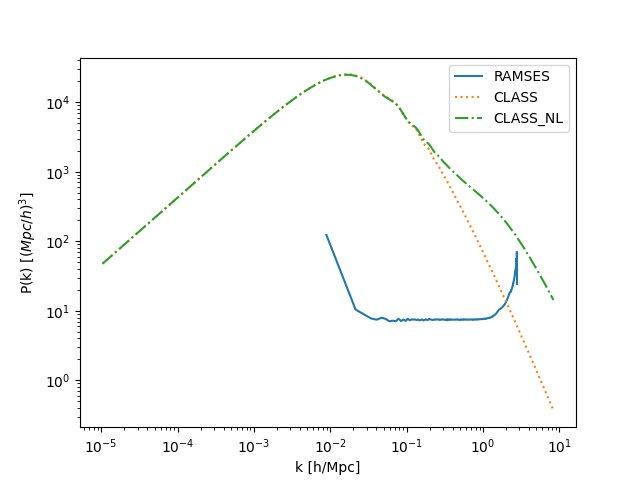 RAMSES
CLASS
CLASS_NL
P(k) [(Mpc/h)³]
10⁴
10³
10²
10¹
10⁰
10⁻⁵
10⁻⁴
10⁻³
10⁻²
10⁻¹
10⁰
10¹
k [h/Mpc]